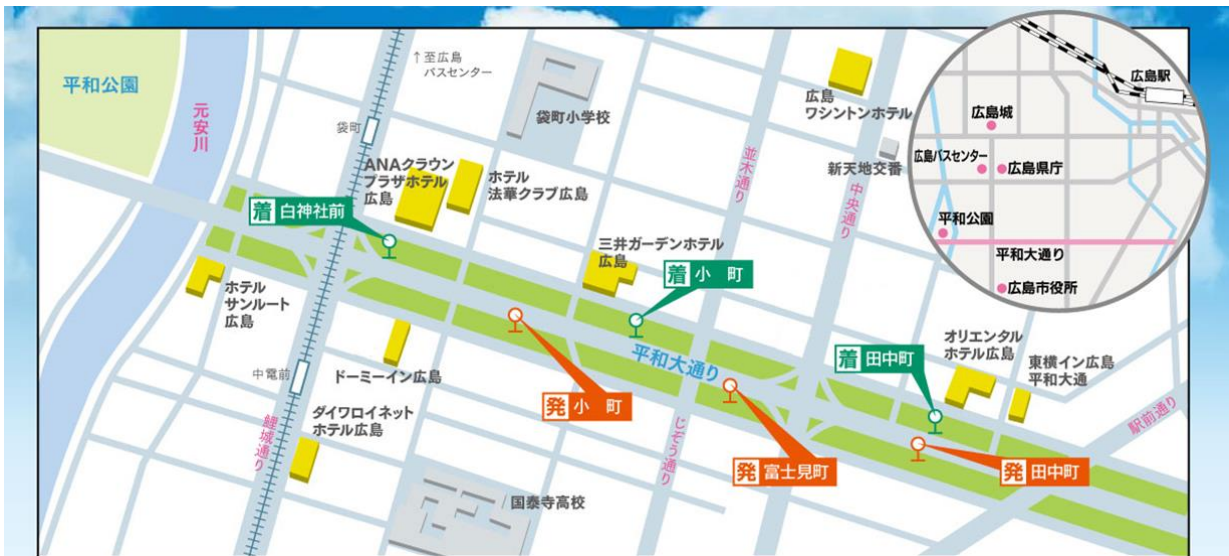 平和公園
元安川
↑至広島
バスセンター
袋町
袋町小学校
広島
ワシントンホテル
新天地交番
並木通り
中央通り
ANAクラウン
プラザホテル
広島
ホテル
法華クラブ広島
着 白神社前
三井ガーデンホテル
広島
着 小 町
ホテル
サンルート
広島
中電前
ドーミーイン広島
平和大通り
着 田中町
オリエンタル
ホテル広島
東横イン広島
平和大通
発 小 町
ダイワロイネット
ホテル広島
鯉城通り
じぞう通り
発 富士見町
発 田中町
駅前通り
国泰寺高校
広島駅
広島城
広島バスセンター
広島県庁
平和公園
平和大通り
広島市役所